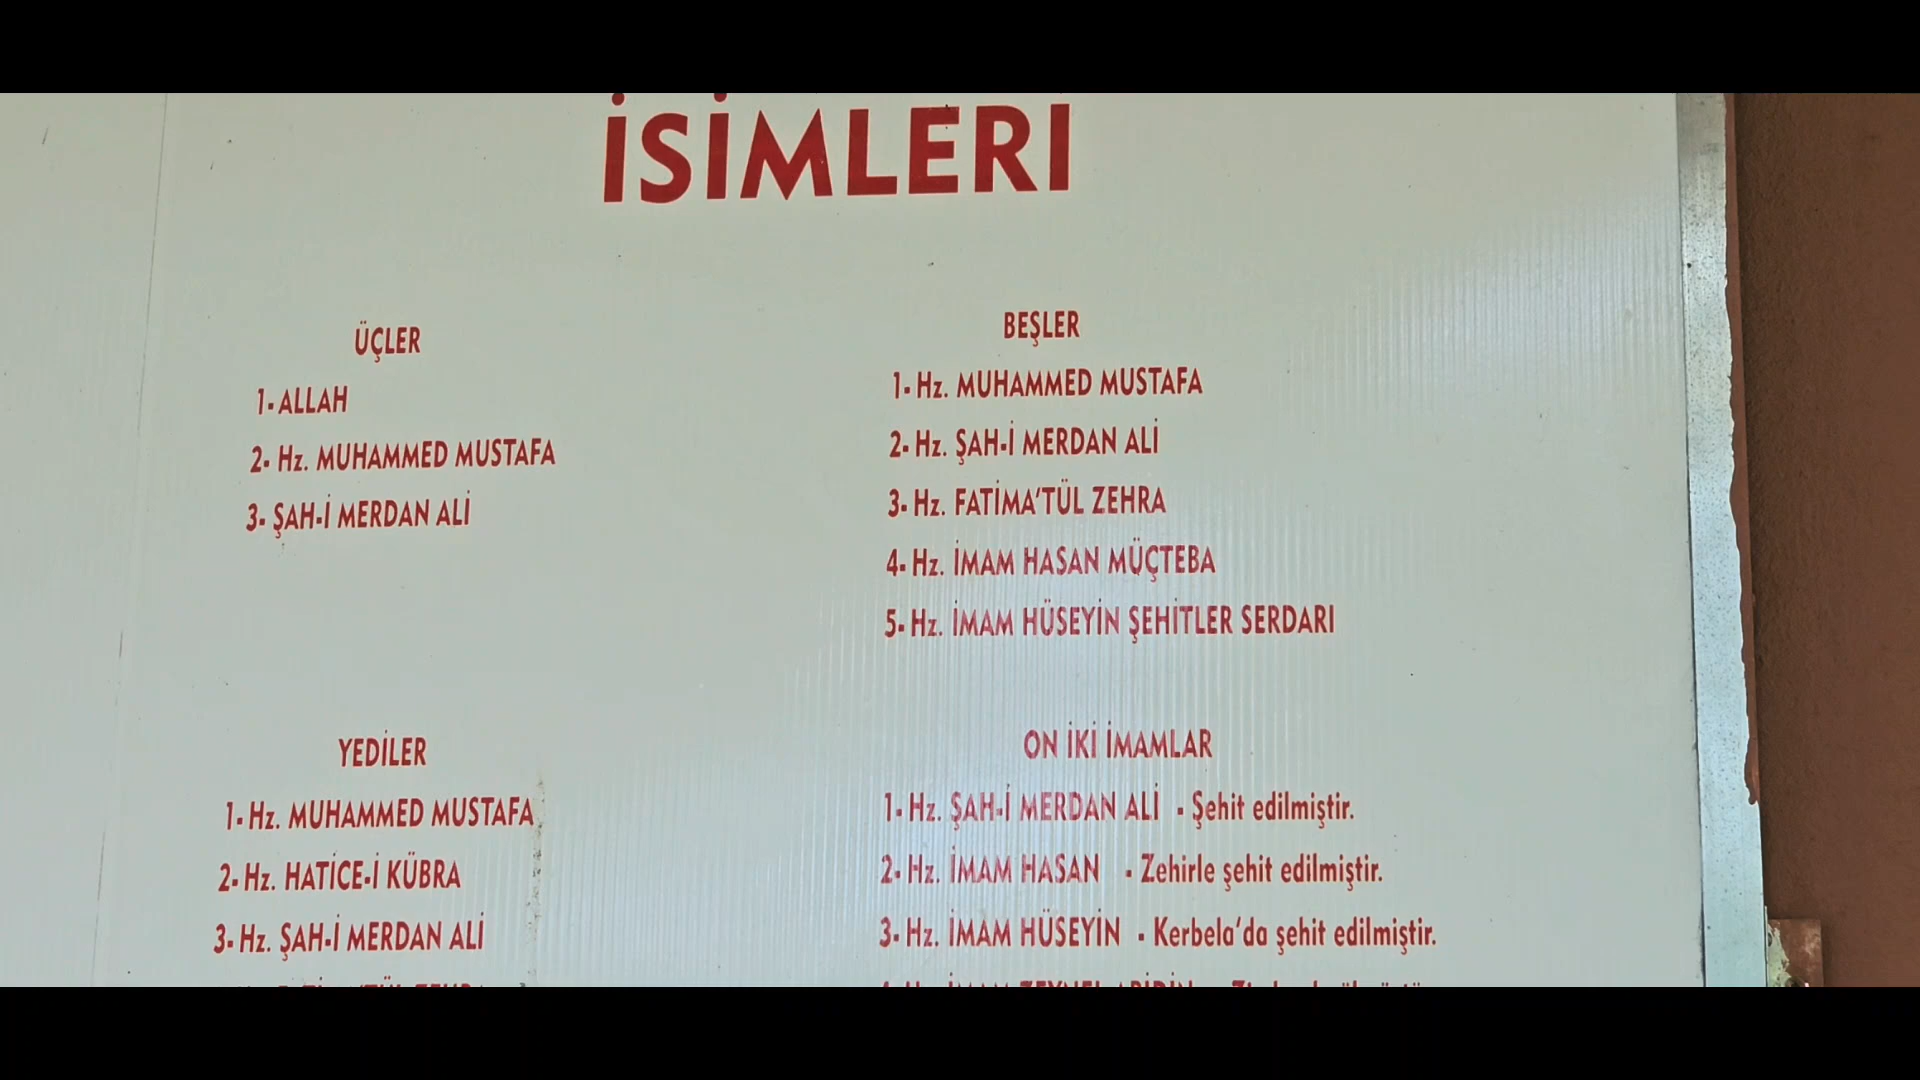 İSİMLERİ
ÜÇLER
1- ALLAH
2- Hz. MUHAMMED MUSTAFA
3- ŞAH-İ MERDAN ALİ
BEŞLER
1- Hz. MUHAMMED MUSTAFA
2- Hz. ŞAH-İ MERDAN ALİ
3- Hz. FATİMA'TÜL ZEHRA
4- Hz. İMAM HASAN MÜÇTEBA
5- Hz. İMAM HÜSEYİN ŞEHİTLER SERDARI
YEDİLER
1- Hz. MUHAMMED MUSTAFA
2- Hz. HATİCE-İ KÜBRA
3- Hz. ŞAH-İ MERDAN ALİ
ON İKİ İMAMLAR
1- Hz. ŞAH-İ MERDAN ALİ - Şehit edilmiştir.
2- Hz. İMAM HASAN - Zehirle şehit edilmiştir.
3- Hz. İMAM HÜSEYİN - Kerbela'da şehit edilmiştir.